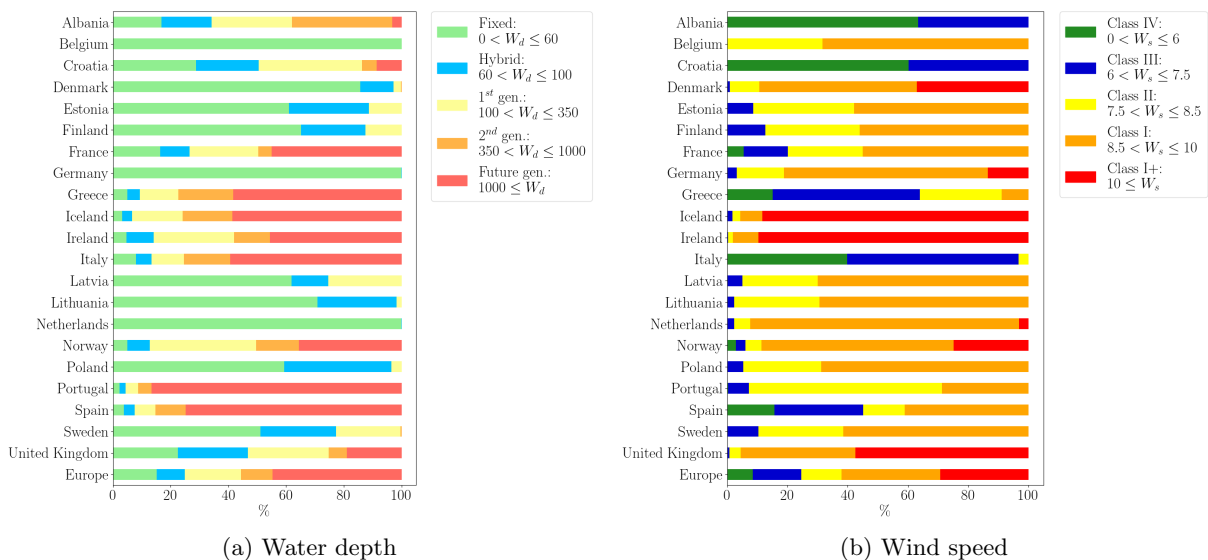 Albania
Belgium
Croatia
Denmark
Estonia
Finland
France
Germany
Greece
Iceland
Ireland
Italy
Latvia
Lithuania
Netherlands
Norway
Poland
Portugal
Spain
Sweden
United Kingdom
Europe
0 20 40 60 80 100
%
Fixed:
0 < W_d ≤ 60
Hybrid:
60 < W_d ≤ 100
1^st gen.:
100 < W_d ≤ 350
2^nd gen.:
350 < W_d ≤ 1000
Future gen.:
1000 ≤ W_d
(a) Water depth
Albania
Belgium
Croatia
Denmark
Estonia
Finland
France
Germany
Greece
Iceland
Ireland
Italy
Latvia
Lithuania
Netherlands
Norway
Poland
Portugal
Spain
Sweden
United Kingdom
Europe
0 20 40 60 80 100
%
Class IV:
0 < W_s ≤ 6
Class III:
6 < W_s ≤ 7.5
Class II:
7.5 < W_s ≤ 8.5
Class I:
8.5 < W_s ≤ 10
Class I+:
10 ≤ W_s
(b) Wind speed